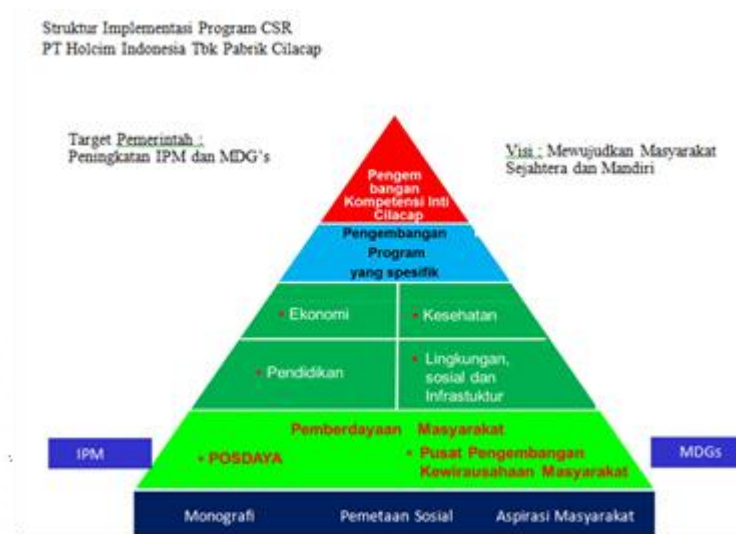 Struktur Implementasi Program CSR
PT Holcim Indonesia Tbk Pabrik Cilacap
Target Pemerintah :
Peningkatan IPM dan MDG's
Visi : Mewujudkan Masyarakat
Sejahtera dan Mandiri
Pengem
bangan
Kompetensi Inti
Cilacap
Pengembangan
Program
yang spesifik
• Ekonomi
• Kesehatan
• Pendidikan
• Lingkungan,
sosial dan
Infrastuktur
Pemberdayaan Masyarakat
• POSDAYA
• Pusat Pengembangan
Kewirausahaan Masyarakat
IPM
MDGs
Monografi
Pemetaan Sosial
Aspirasi Masyarakat